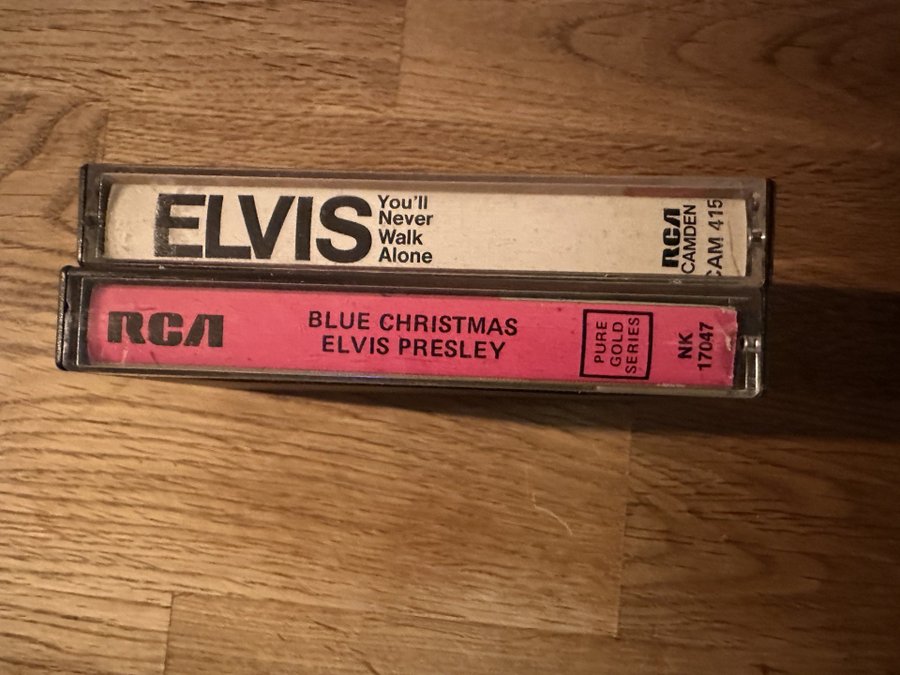 ELVIS
You'll
Never
Walk
Alone
RCA
CAMDEN
CAM 415
RCA
BLUE CHRISTMAS
ELVIS PRESLEY
PURE
GOLD
SERIES
NK
17047